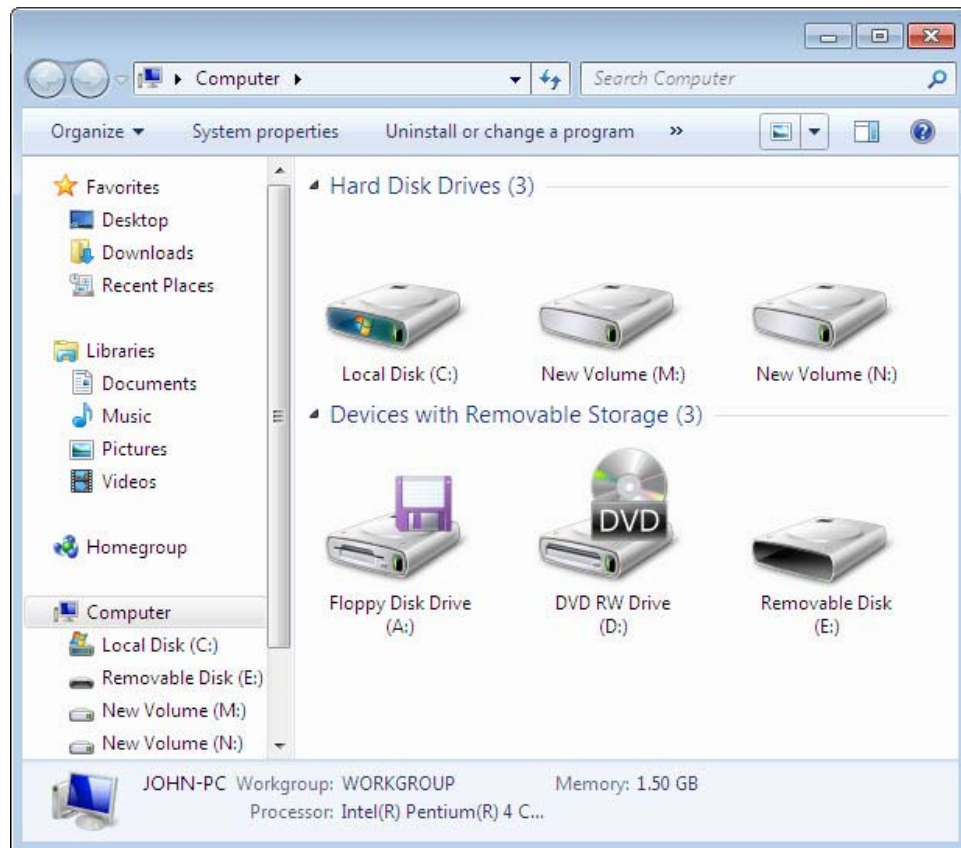 Computer
Search Computer
Organize
System properties
Uninstall or change a program
»
Favorites
Desktop
Downloads
Recent Places
Libraries
Documents
Music
Pictures
Videos
Homegroup
Computer
Local Disk (C:)
Removable Disk (E:)
New Volume (M:)
New Volume (N:)
Hard Disk Drives (3)
Local Disk (C:)
New Volume (M:)
New Volume (N:)
Devices with Removable Storage (3)
DVD
Floppy Disk Drive
(A:)
DVD RW Drive
(D:)
Removable Disk
(E:)
JOHN-PC Workgroup: WORKGROUP Memory: 1.50 GB
Processor: Intel(R) Pentium(R) 4 C...